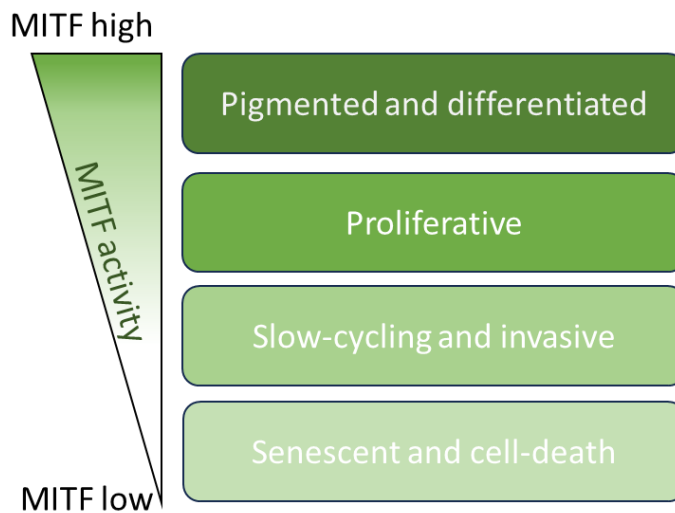 MITF high
Pigmented and differentiated
MITF activity
Proliferative
Slow-cycling and invasive
Senescent and cell-death
MITF low